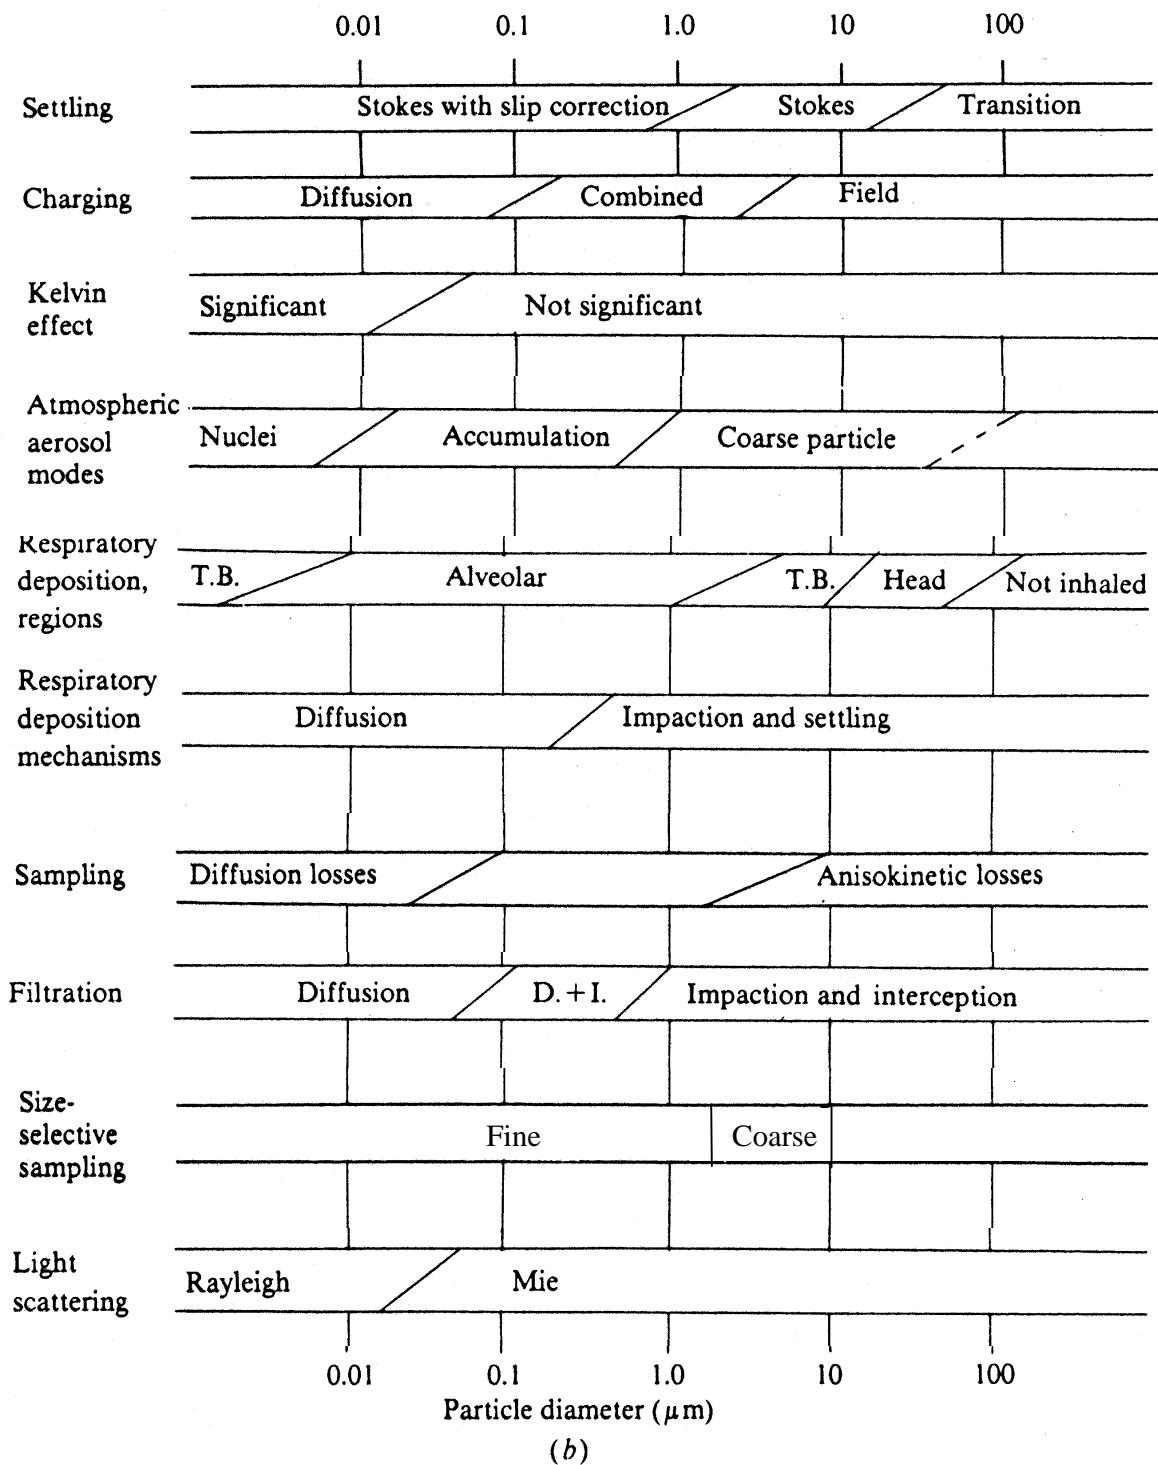 0.01 0.1 1.0 10 100
Settling Stokes with slip correction Stokes Transition
Charging Diffusion Combined Field
Kelvin
effect
Significant Not significant
Atmospheric
aerosol
modes
Nuclei Accumulation Coarse particle
Respiratory
deposition,
regions
T.B. Alveolar T.B. Head Not inhaled
Respiratory
deposition
mechanisms
Diffusion Impaction and settling
Sampling Diffusion losses Anisokinetic losses
Filtration Diffusion D. + I. Impaction and interception
Size-
selective
sampling
Fine Coarse
Light
scattering
Rayleigh Mie
0.01 0.1 1.0 10 100
Particle diameter (μm)
(b)